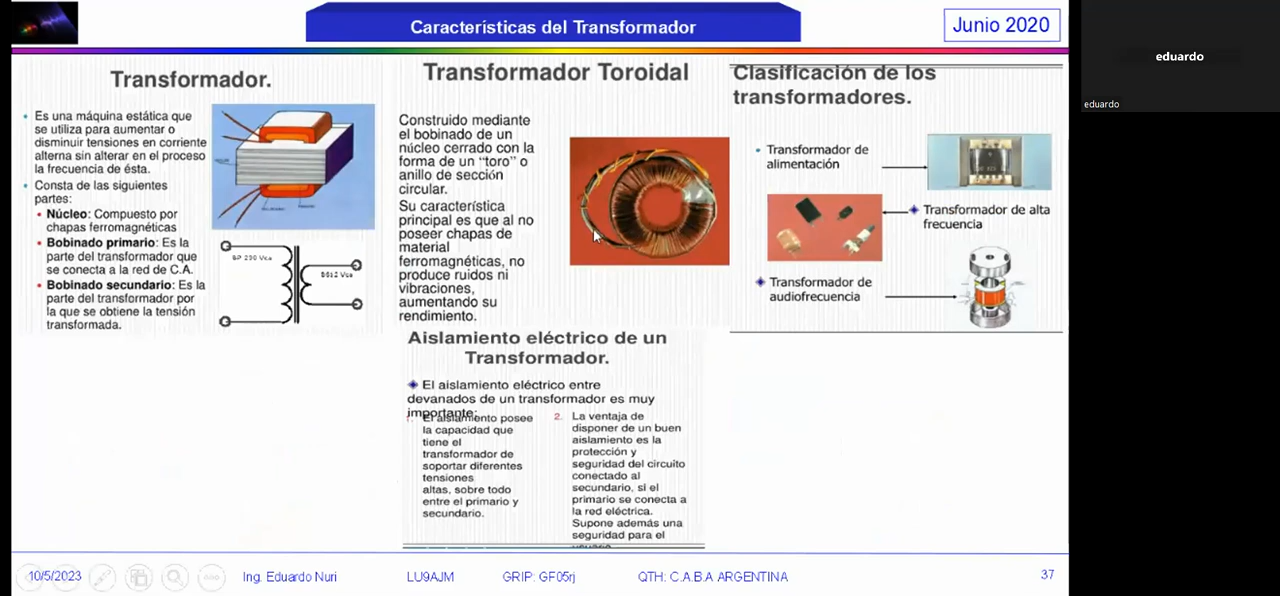 Características del Transformador
Junio 2020
eduardo
eduardo
Transformador.
Es una máquina estática que
se utiliza para aumentar o
disminuir tensiones en corriente
alterna sin alterar en el proceso
la frecuencia de ésta.
Consta de las siguientes
partes:
Núcleo: Compuesto por
chapas ferromagnéticas
Bobinado primario: Es la
parte del transformador que
se conecta a la red de C.A.
Bobinado secundario: Es la
parte del transformador por
la que se obtiene la tensión
transformada.
Transformador Toroidal
Construido mediante
el bobinado de un
núcleo cerrado con la
forma de un “toro” o
anillo de sección
circular.
Su característica
principal es que al no
poseer chapas de
material
ferromagnéticas, no
produce ruidos ni
vibraciones,
aumentando su
rendimiento.
Clasificación de los
transformadores.
Transformador de
alimentación
Transformador de alta
frecuencia
Transformador de
audiofrecuencia
Aislamiento eléctrico de un
Transformador.
El aislamiento eléctrico entre
devanados de un transformador es muy
importante:
1. El aislamiento posee
la capacidad que
tiene el
transformador de
soportar diferentes
tensiones
altas, sobre todo
entre el primario y
secundario.
2. La ventaja de
disponer de un buen
aislamiento es la
protección y
seguridad del circuito
conectado al
secundario, si el
primario se conecta a
la red eléctrica.
Supone además una
seguridad para el
10/5/2023
Ing. Eduardo Nuri
LU9AJM
GRIP: GF05rj
QTH: C.A.B.A ARGENTINA
37